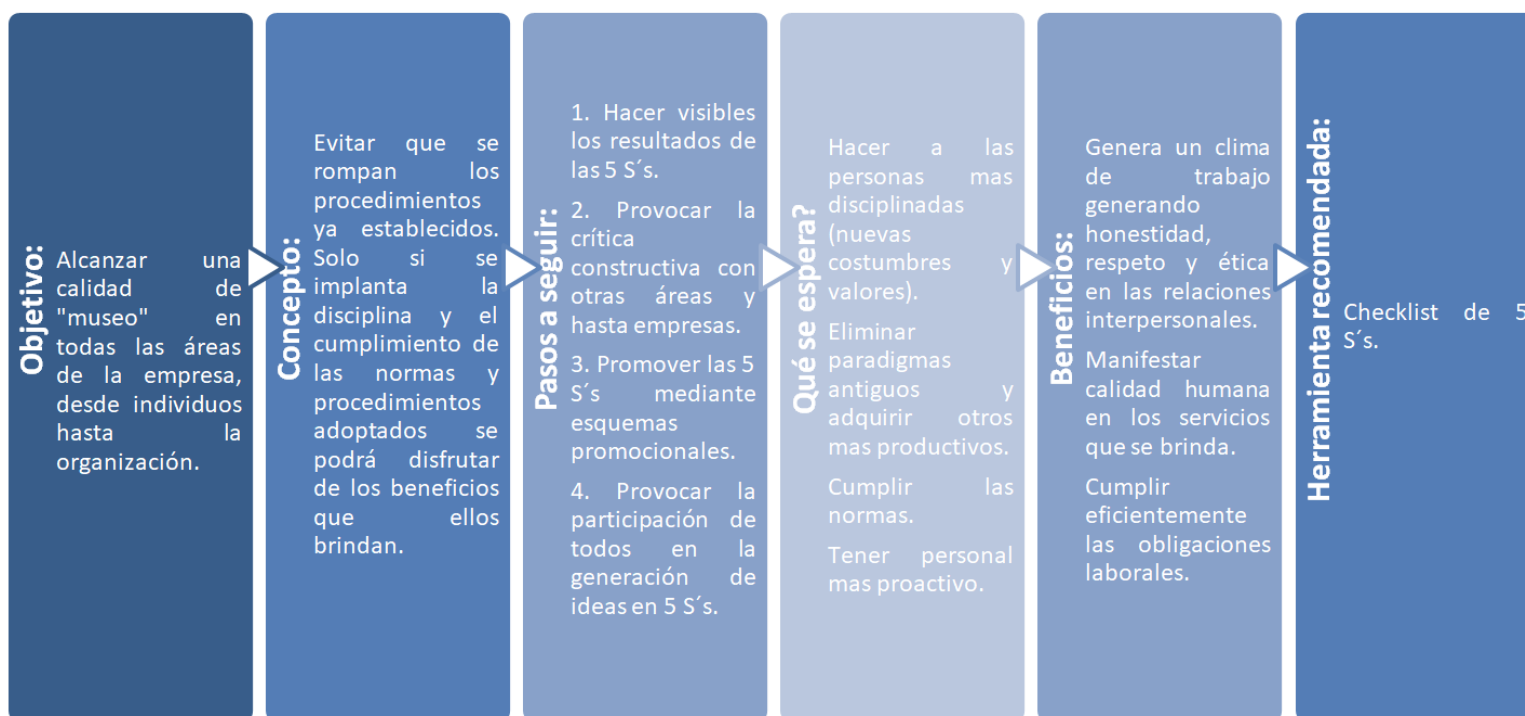 Objetivo:
Alcanzar una
calidad de
"museo" en
todas las áreas
de la empresa,
desde individuos
hasta la
organización.
Concepto:
Evitar que se
rompan los
procedimientos
ya establecidos.
Solo si se
implanta la
disciplina y el
cumplimiento de
las normas y
procedimientos
adoptados se
podrá disfrutar
de los beneficios
que ellos
brindan.
Pasos a seguir:
1. Hacer visibles
los resultados de
las 5 S´s.
2. Provocar la
crítica
constructiva con
otras áreas y
hasta empresas.
3. Promover las 5
S´s mediante
esquemas
promocionales.
4. Provocar la
participación de
todos en la
generación de
ideas en 5 S´s.
Qué se espera?
Hacer a las
personas mas
disciplinadas
(nuevas
costumbres y
valores).
Eliminar
paradigmas
antiguos y
adquirir otros
mas productivos.
Cumplir las
normas.
Tener personal
mas proactivo.
Beneficios:
Genera un clima
de trabajo
generando
honestidad,
respeto y ética
en las relaciones
interpersonales.
Manifestar
calidad humana
en los servicios
que se brinda.
Cumplir
eficientemente
las obligaciones
laborales.
Herramienta recomendada:
Checklist de 5
S´s.